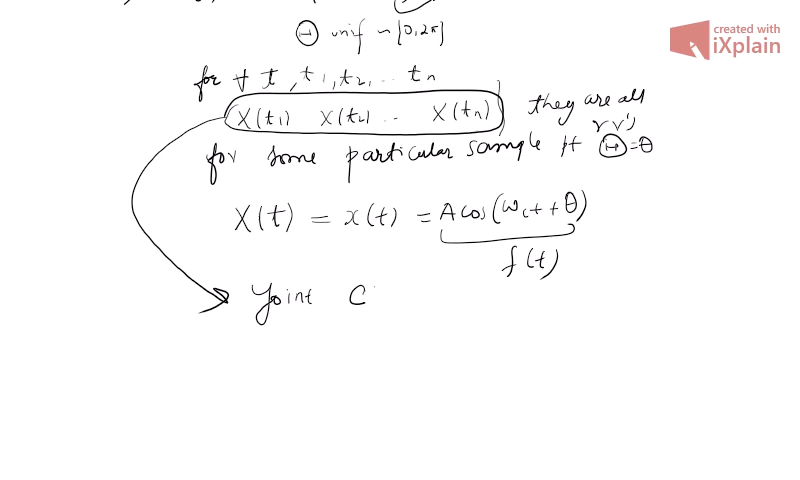 created with
iXplain
Θ unif ~ [0,2π]
for ∀ t, t1, t2, .. tn
X(t1) X(t2) .. X(tn) they are all
rv's
for some particular sample pt Θ=θ
X(t) = x(t) = A cos(ωct + θ)
f(t)
Joint C